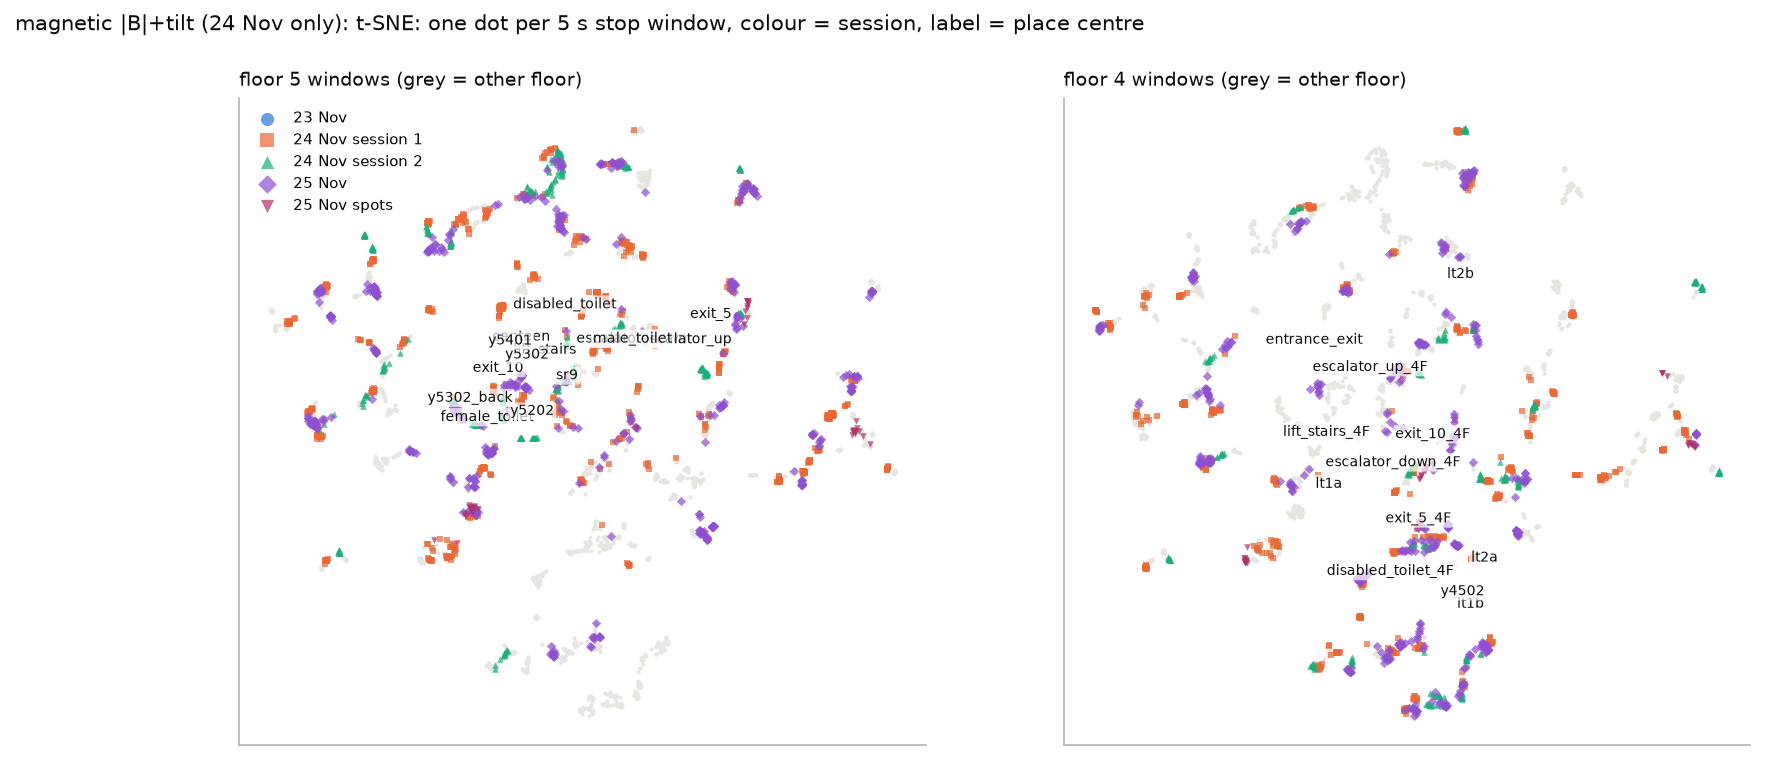 magnetic |B|+tilt (24 Nov only): t-SNE: one dot per 5 s stop window, colour = session, label = place centre
floor 5 windows (grey = other floor)
23 Nov
24 Nov session 1
24 Nov session 2
25 Nov
25 Nov spots
disabled_toilet
exit_5
y5401
y5302
exit_10
sr9
y5302_back
y5202
female_toilet
floor 4 windows (grey = other floor)
lt2b
entrance_exit
escalator_up_4F
lift_stairs_4F
exit_10_4F
escalator_down_4F
lt1a
exit_5_4F
lt2a
disabled_toilet_4F
y4502
lt1b